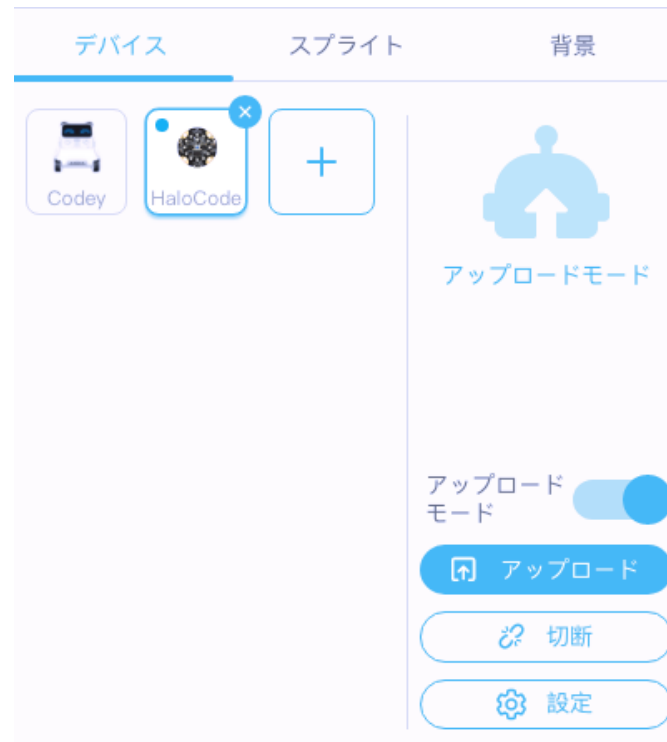 デバイス スプライト 背景
Codey HaloCode
アップロードモード
アップロード
モード
アップロード
切断
設定